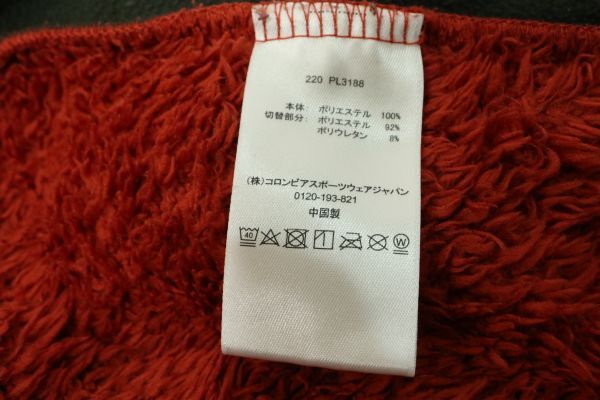 220 PL3188
本体: ポリエステル 100%
切替部分: ポリエステル 92%
ポリウレタン 8%
(株)コロンビアスポーツウェアジャパン
0120-193-821
中国製
40 W